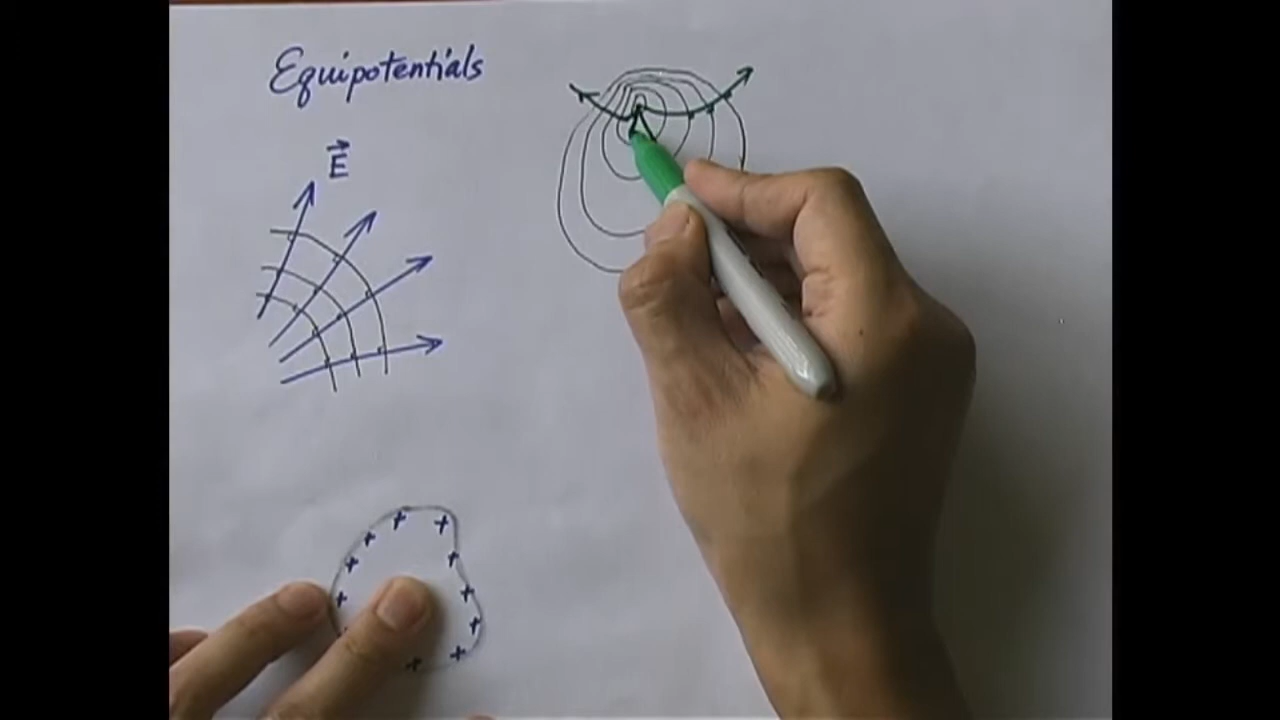 Equipotentials
E⃗
+ + + + + + + + + + +